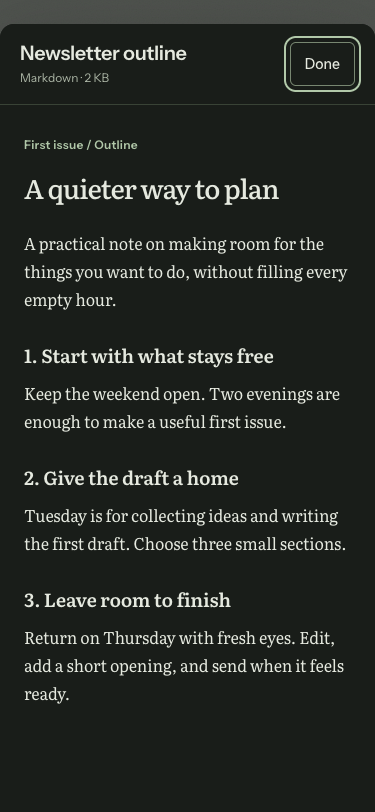 Newsletter outline
Markdown · 2 KB
Done
First issue / Outline
A quieter way to plan
A practical note on making room for the
things you want to do, without filling every
empty hour.
1. Start with what stays free
Keep the weekend open. Two evenings are
enough to make a useful first issue.
2. Give the draft a home
Tuesday is for collecting ideas and writing
the first draft. Choose three small sections.
3. Leave room to finish
Return on Thursday with fresh eyes. Edit,
add a short opening, and send when it feels
ready.